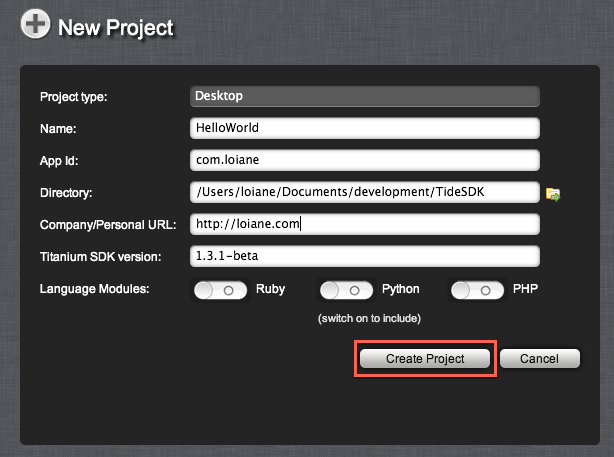 New Project
Project type: Desktop
Name: HelloWorld
App Id: com.loiane
Directory: /Users/loiane/Documents/development/TideSDK
Company/Personal URL: http://loiane.com
Titanium SDK version: 1.3.1-beta
Language Modules: Ruby Python PHP
(switch on to include)
Create Project Cancel